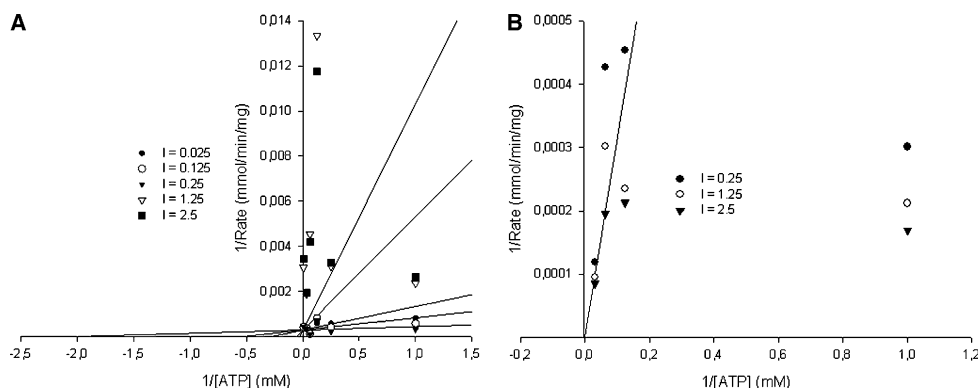 A
0,014
0,012
0,010
0,008
0,006
0,004
0,002
1/Rate (mmol/min/mg)
I = 0.025
I = 0.125
I = 0.25
I = 1.25
I = 2.5
-2,5 -2,0 -1,5 -1,0 -0,5 0,0 0,5 1,0 1,5
1/[ATP] (mM)
B
0,0005
0,0004
0,0003
0,0002
0,0001
1/Rate (mmol/min/mg)
I = 0.25
I = 1.25
I = 2.5
-0,2 0,0 0,2 0,4 0,6 0,8 1,0 1,2
1/[ATP] (mM)